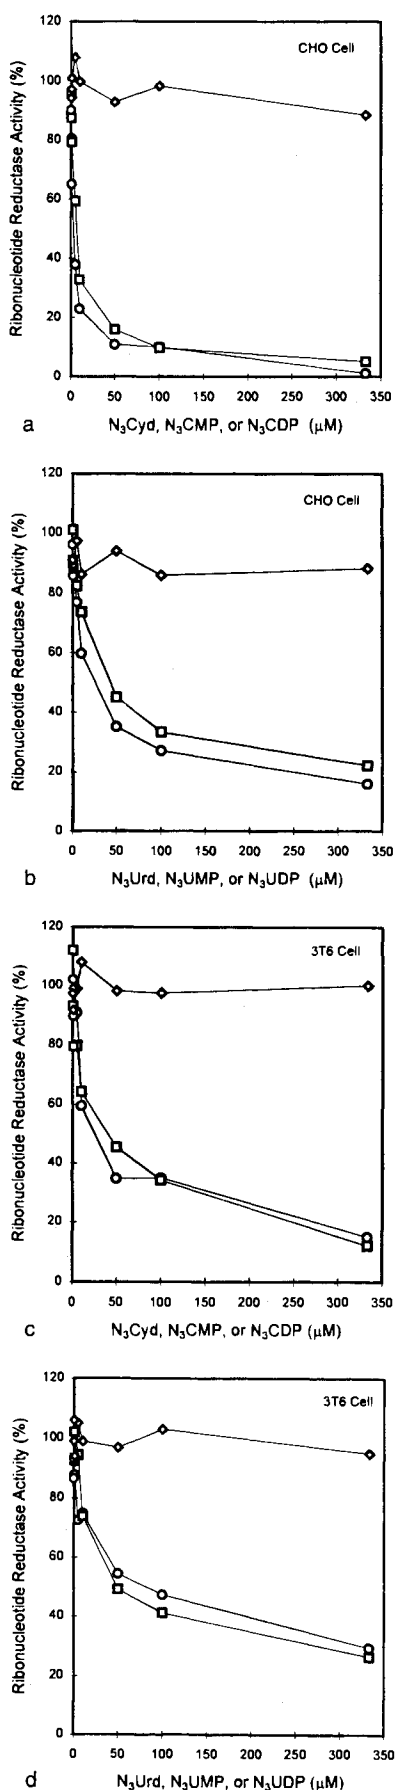 120
100
80
60
40
20
0
Ribonucleotide Reductase Activity (%)
CHO Cell
0 50 100 150 200 250 300 350
a N₃Cyd, N₃CMP, or N₃CDP (μM)
120
100
80
60
40
20
0
Ribonucleotide Reductase Activity (%)
CHO Cell
0 50 100 150 200 250 300 350
b N₃Urd, N₃UMP, or N₃UDP (μM)
120
100
80
60
40
20
0
Ribonucleotide Reductase Activity (%)
3T6 Cell
0 50 100 150 200 250 300 350
c N₃Cyd, N₃CMP, or N₃CDP (μM)
120
100
80
60
40
20
0
Ribonucleotide Reductase Activity (%)
3T6 Cell
0 50 100 150 200 250 300 350
d N₃Urd, N₃UMP, or N₃UDP (μM)